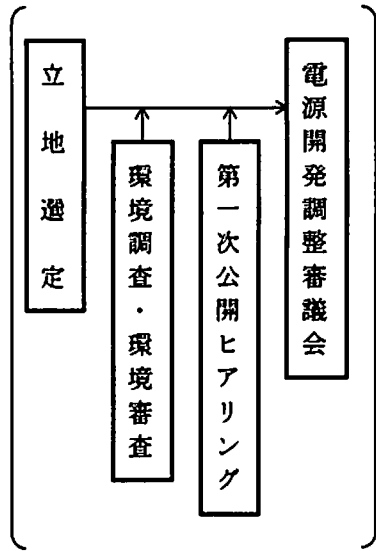 立地選定
環境調査・環境審査
第一次公開ヒアリング
電源開発調整審議会